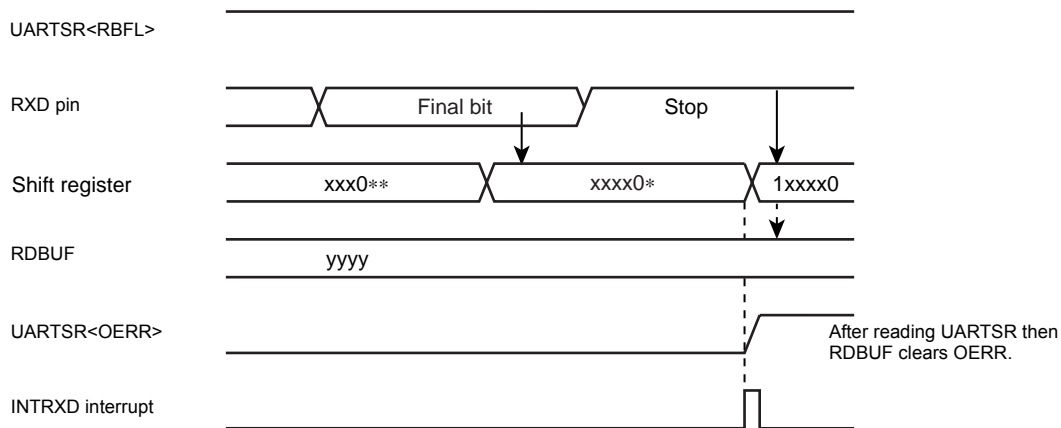 UARTSR<RBFL>
RXD pin
Final bit
Stop
Shift register
xxx0**
xxxx0*
1xxxx0
RDBUF
yyyy
UARTSR<OERR>
After reading UARTSR then
RDBUF clears OERR.
INTRXD interrupt